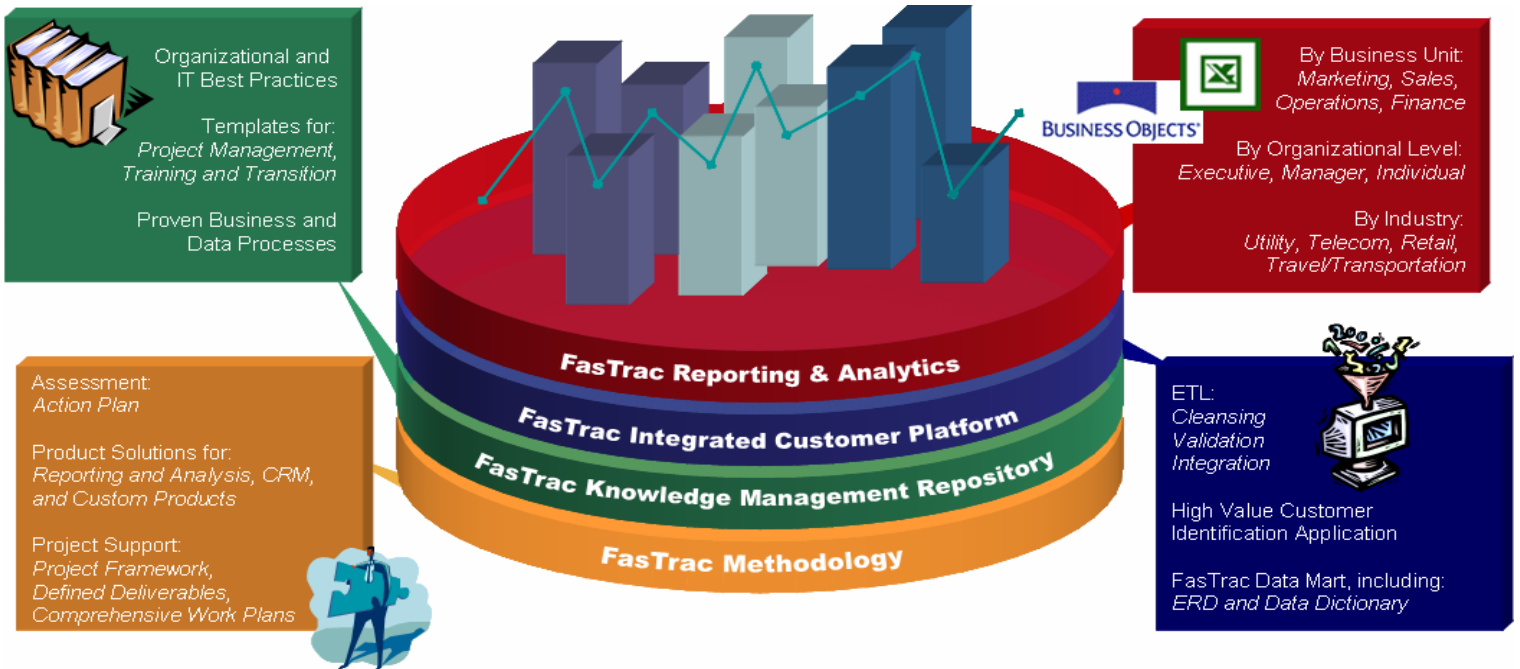 Organizational and
IT Best Practices
Templates for:
Project Management,
Training and Transition
Proven Business and
Data Processes
BUSINESS OBJECTS®
By Business Unit:
Marketing, Sales,
Operations, Finance
By Organizational Level:
Executive, Manager, Individual
By Industry:
Utility, Telecom, Retail,
Travel/Transportation
FasTrac Reporting & Analytics
FasTrac Integrated Customer Platform
FasTrac Knowledge Management Repository
FasTrac Methodology
Assessment:
Action Plan
Product Solutions for:
Reporting and Analysis, CRM,
and Custom Products
Project Support:
Project Framework,
Defined Deliverables,
Comprehensive Work Plans
ETL:
Cleansing
Validation
Integration
High Value Customer
Identification Application
FasTrac Data Mart, including:
ERD and Data Dictionary